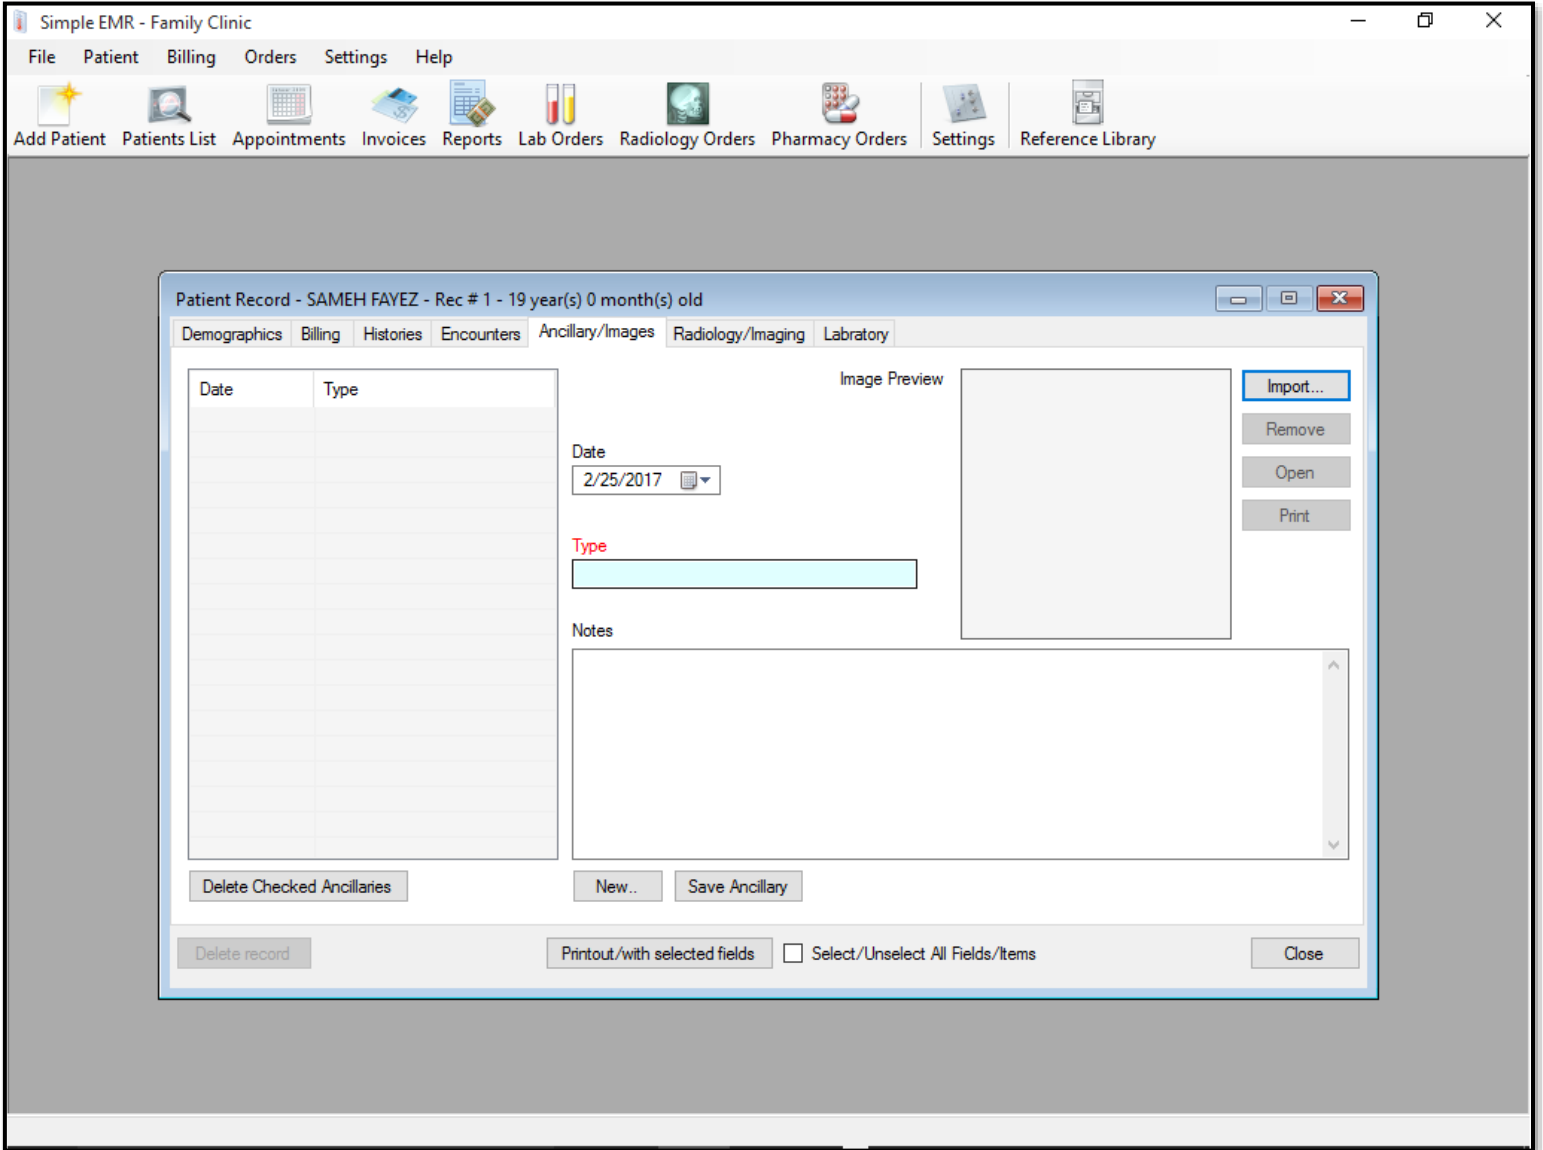 Simple EMR - Family Clinic
File Patient Billing Orders Settings Help
Add Patient Patients List Appointments Invoices Reports Lab Orders Radiology Orders Pharmacy Orders Settings Reference Library
Patient Record - SAMEH FAYEZ - Rec # 1 - 19 year(s) 0 month(s) old
Demographics Billing Histories Encounters Ancillary/Images Radiology/Imaging Labratory
Date Type
Image Preview
Import...
Remove
Open
Print
Date
2/25/2017
Type
Notes
Delete Checked Ancillaries
New..
Save Ancillary
Delete record
Printout/with selected fields
Select/Unselect All Fields/Items
Close